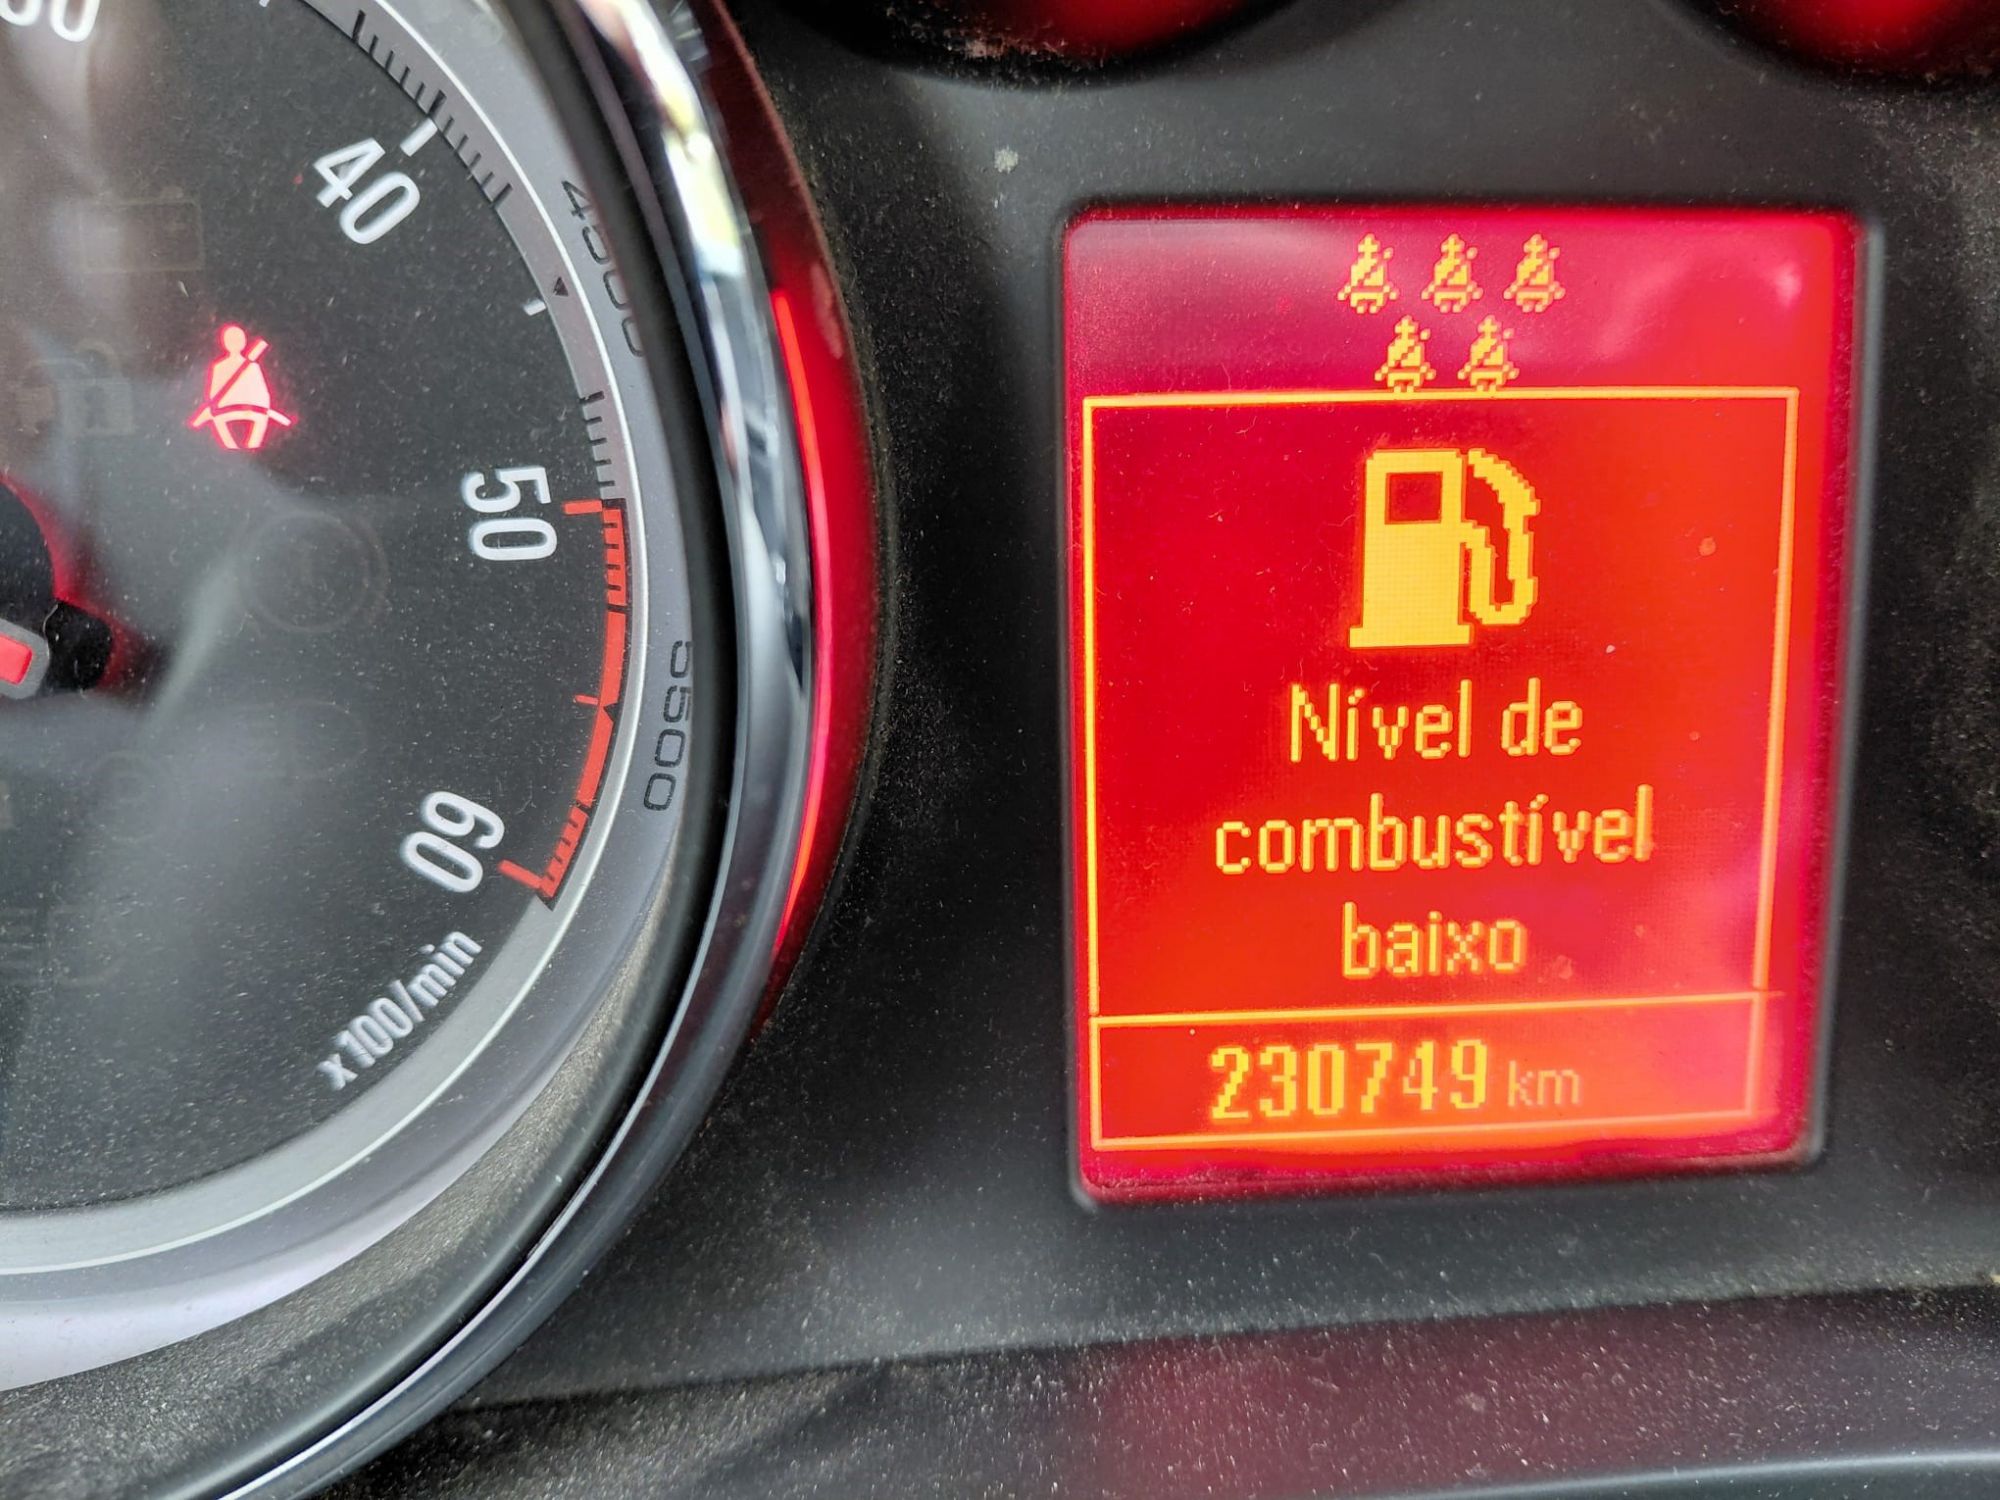 40
4500
50
5500
60
x100/min
Nível de
combustível
baixo
230749 km